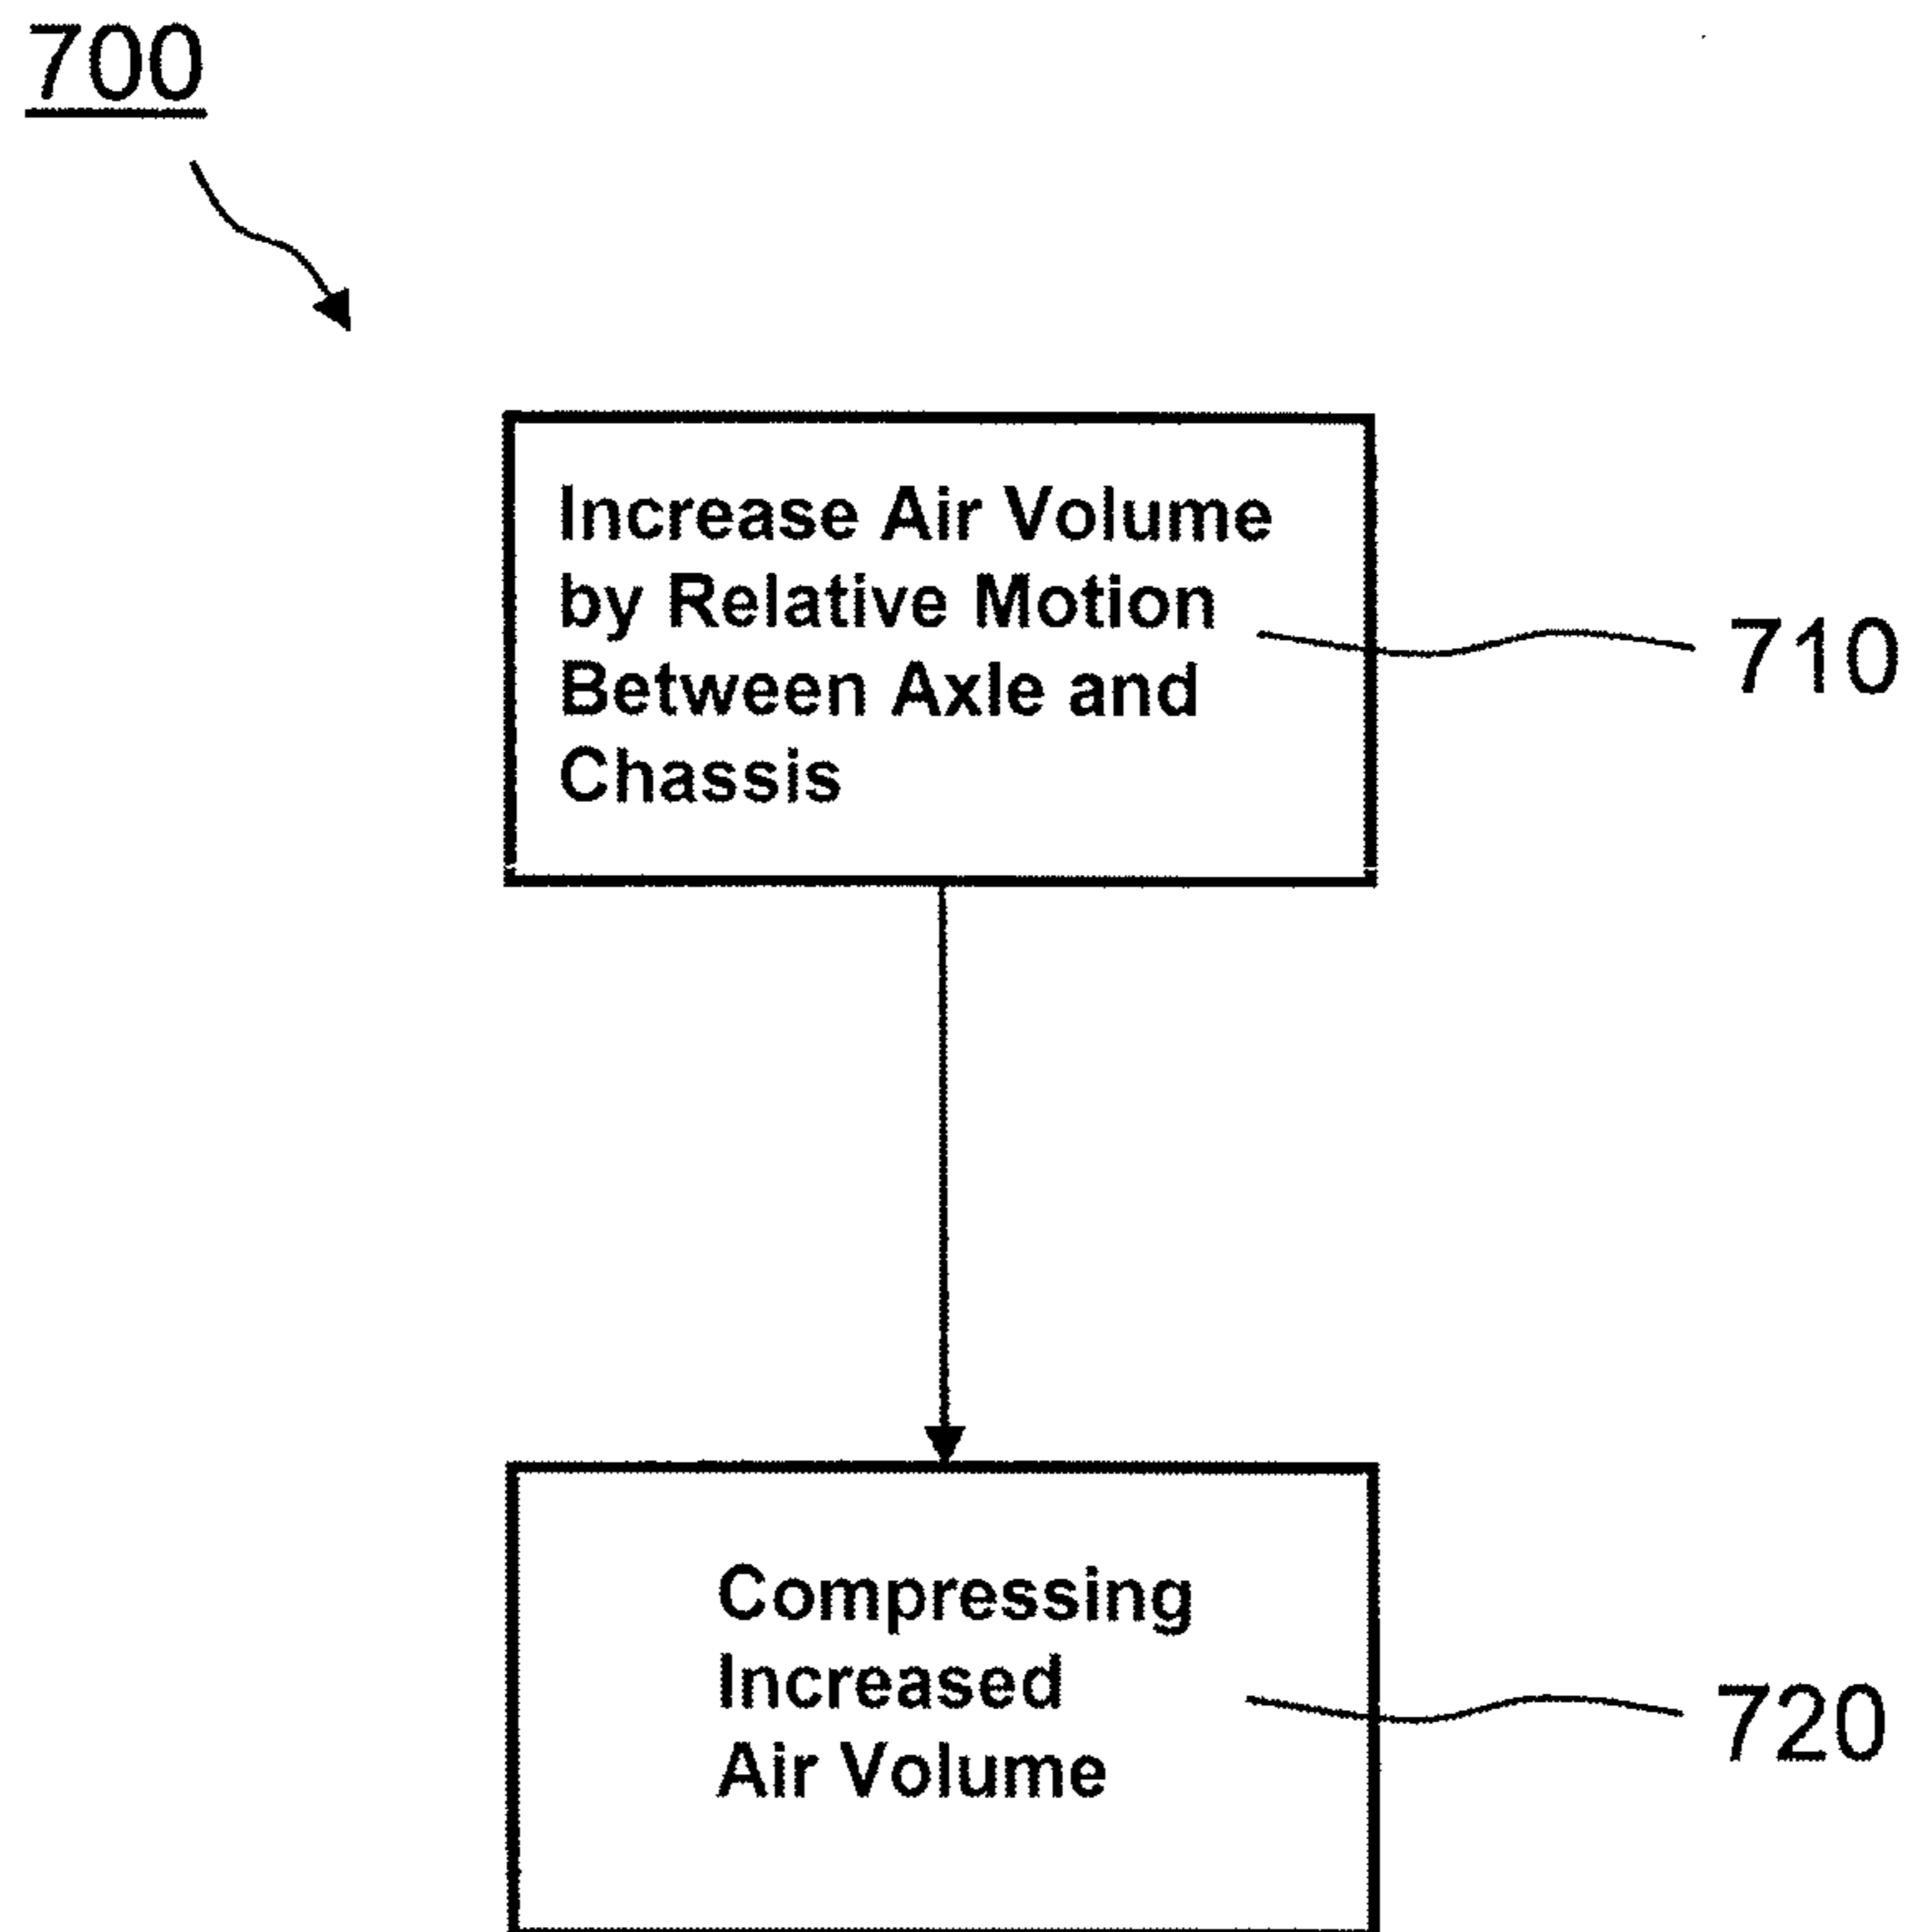 700
Increase Air Volume
by Relative Motion
Between Axle and
Chassis
710
Compressing
Increased
Air Volume
720